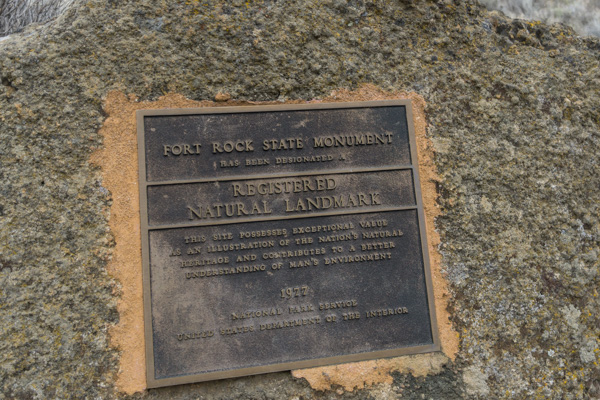 FORT ROCK STATE MONUMENT
HAS BEEN DESIGNATED A
REGISTERED
NATURAL LANDMARK
THIS SITE POSSESSES EXCEPTIONAL VALUE
AS AN ILLUSTRATION OF THE NATION'S NATURAL
HERITAGE AND CONTRIBUTES TO A BETTER
UNDERSTANDING OF MAN'S ENVIRONMENT
1977
NATIONAL PARK SERVICE
UNITED STATES DEPARTMENT OF THE INTERIOR